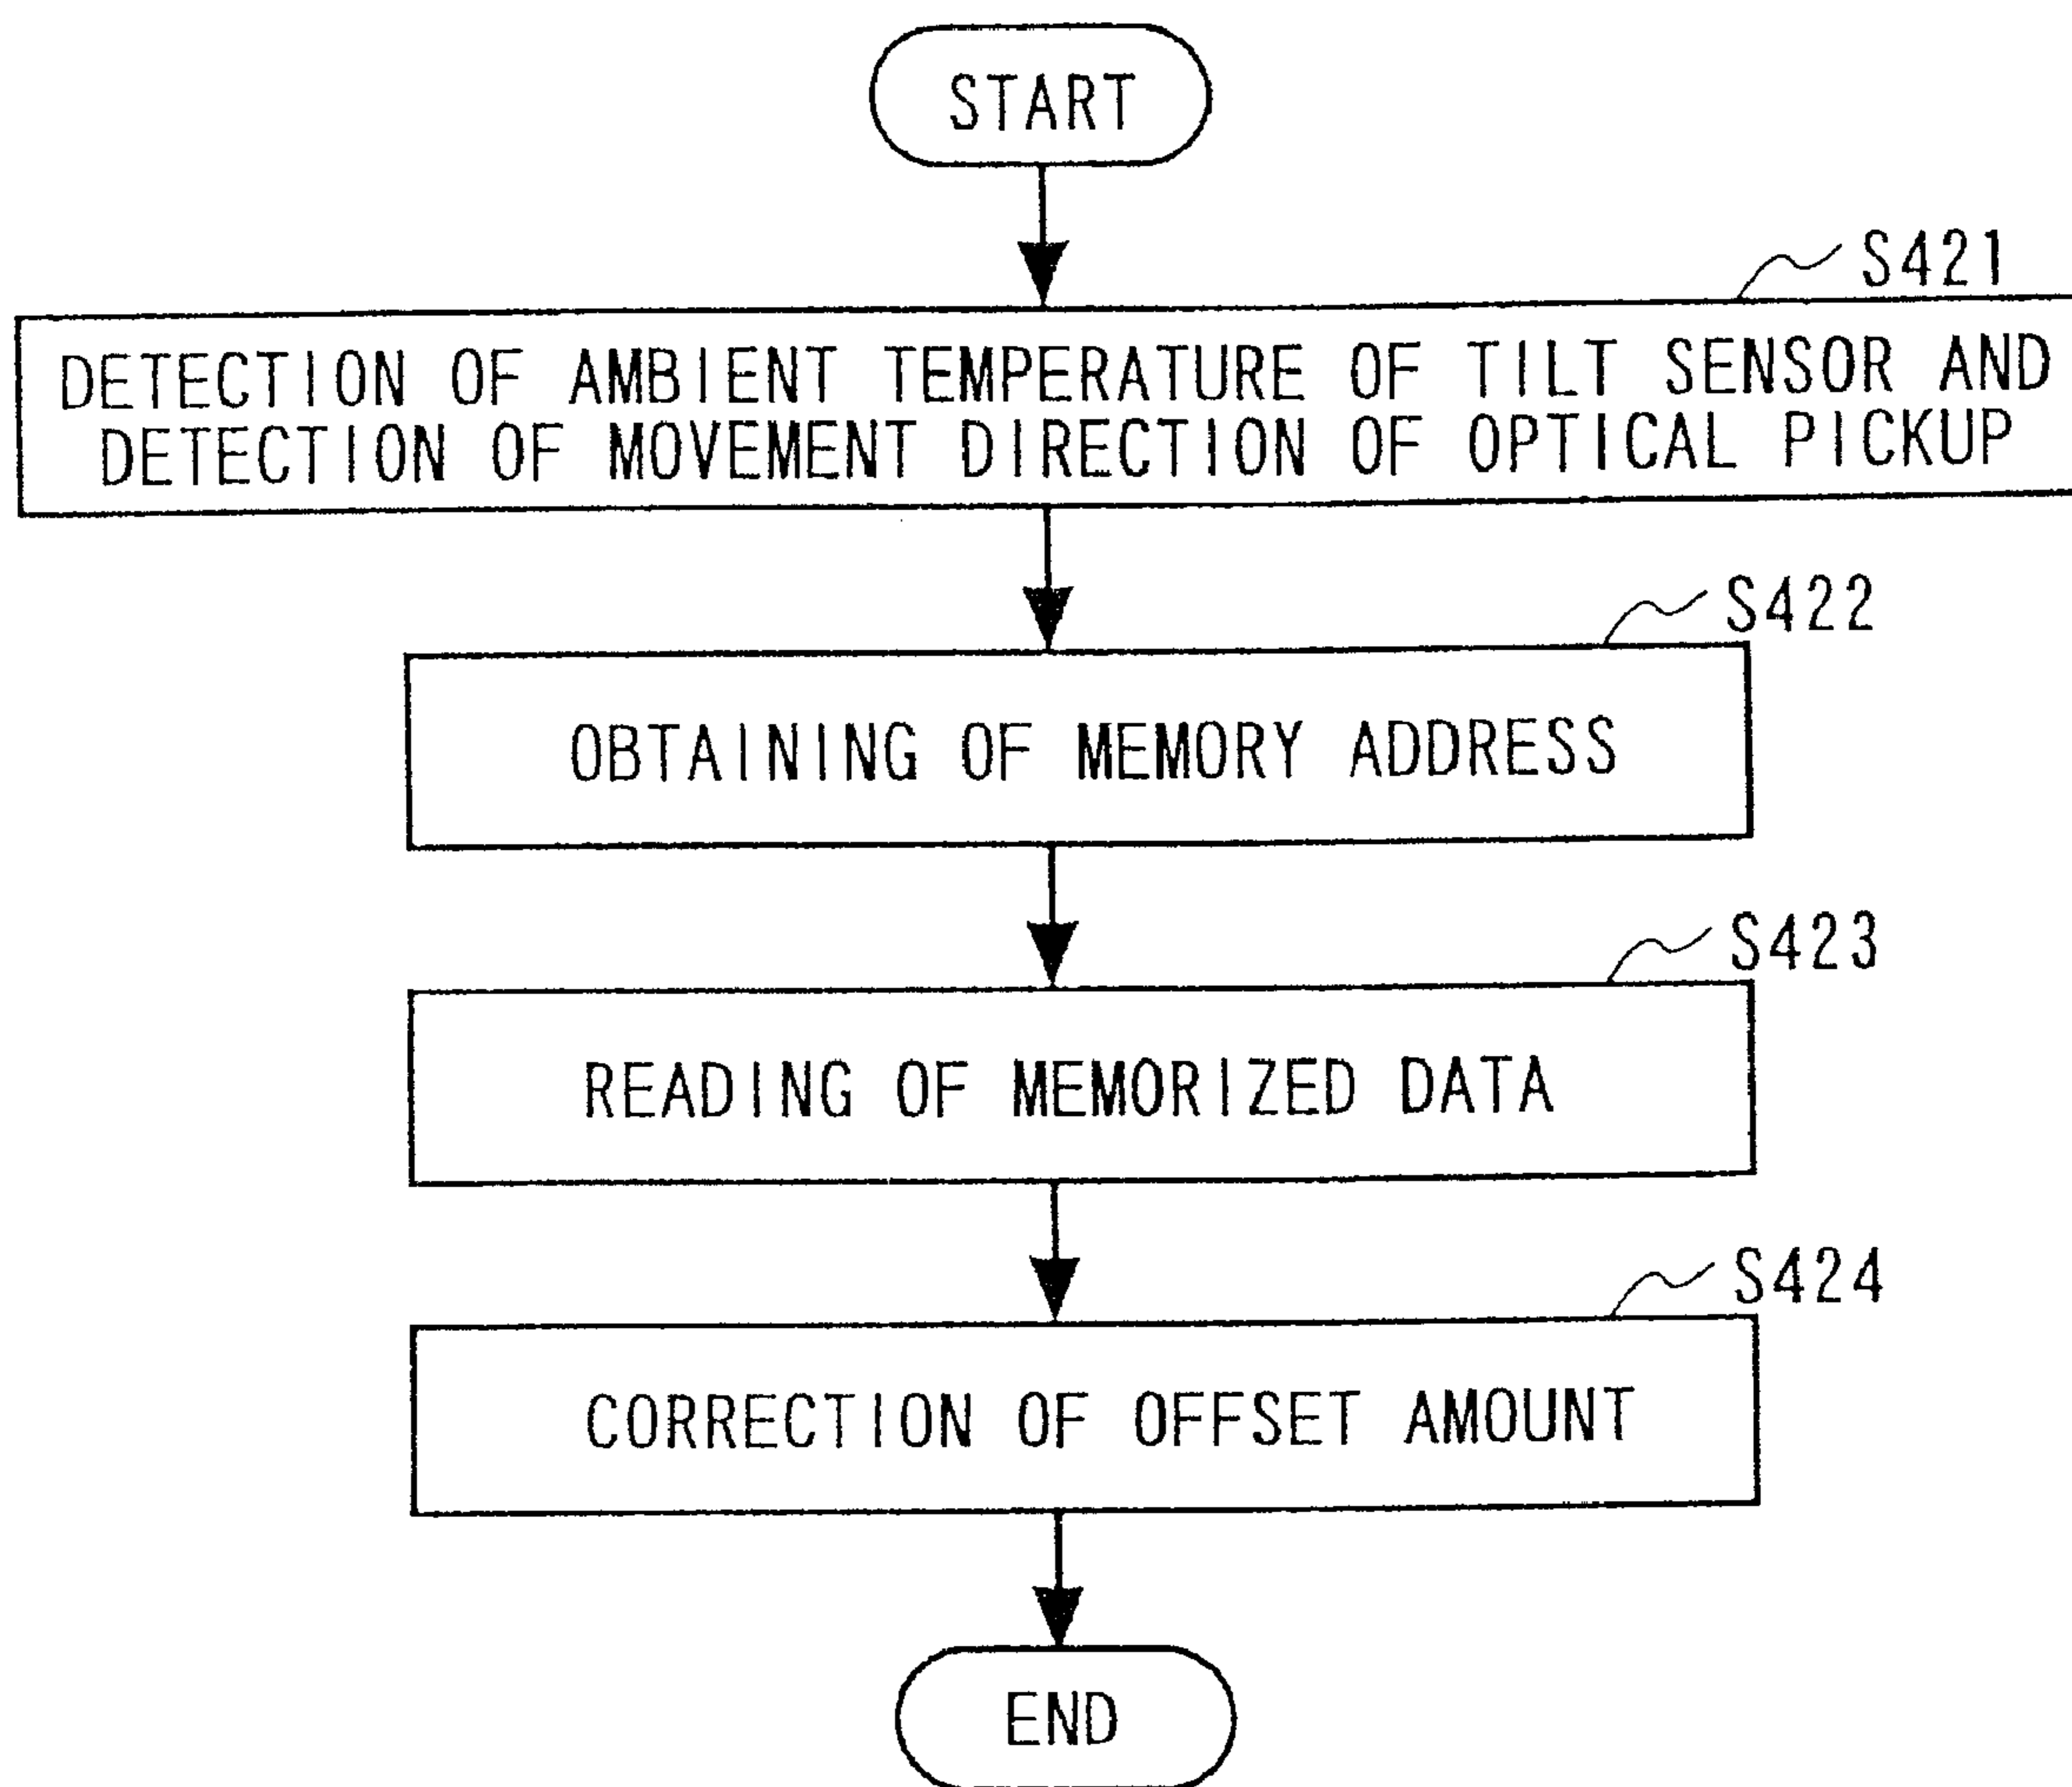 START
S421
DETECTION OF AMBIENT TEMPERATURE OF TILT SENSOR AND
DETECTION OF MOVEMENT DIRECTION OF OPTICAL PICKUP
S422
OBTAINING OF MEMORY ADDRESS
S423
READING OF MEMORIZED DATA
S424
CORRECTION OF OFFSET AMOUNT
END